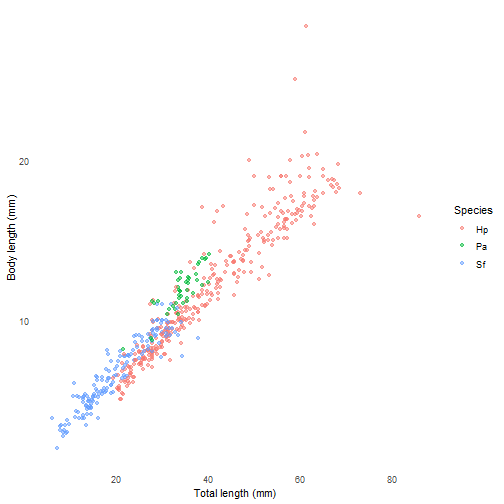 20
10
Body length (mm)
20 40 60 80
Total length (mm)
Species
Hp
Pa
Sf